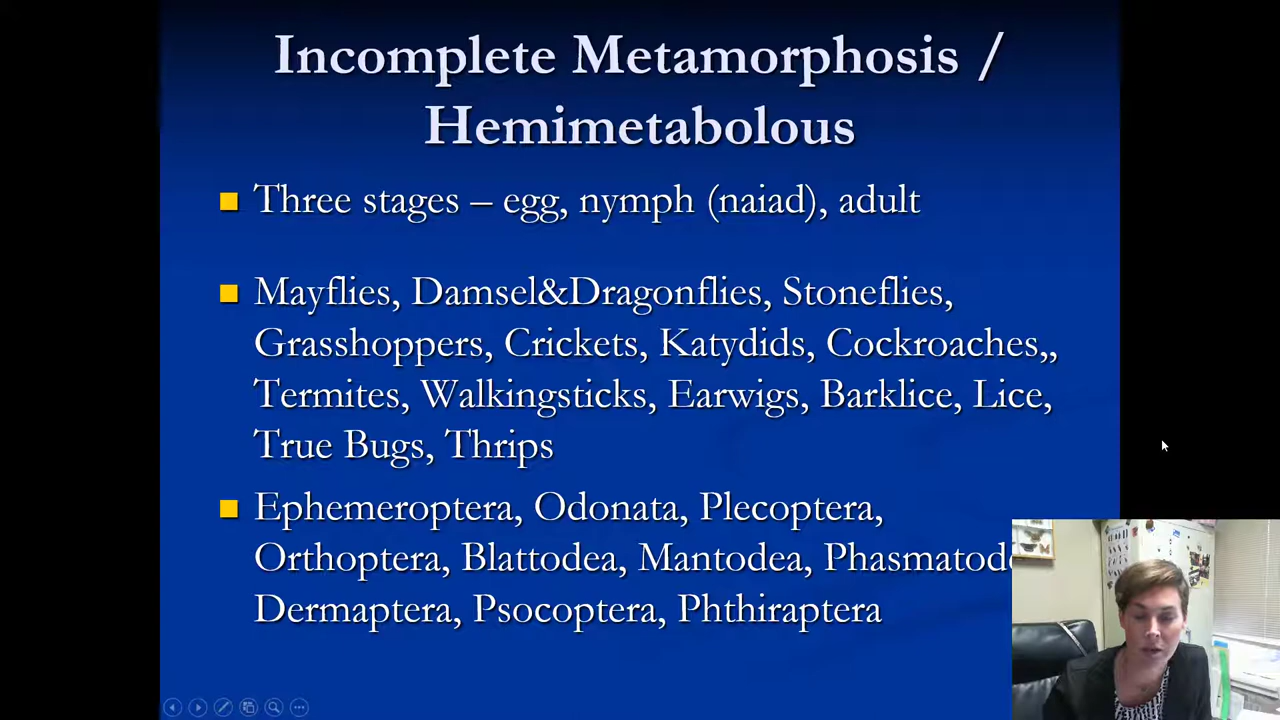 Incomplete Metamorphosis /
Hemimetabolous
Three stages – egg, nymph (naiad), adult
Mayflies, Damsel&Dragonflies, Stoneflies,
Grasshoppers, Crickets, Katydids, Cockroaches,,
Termites, Walkingsticks, Earwigs, Barklice, Lice,
True Bugs, Thrips
Ephemeroptera, Odonata, Plecoptera,
Orthoptera, Blattodea, Mantodea,
Dermaptera, Psocoptera, Phthiraptera